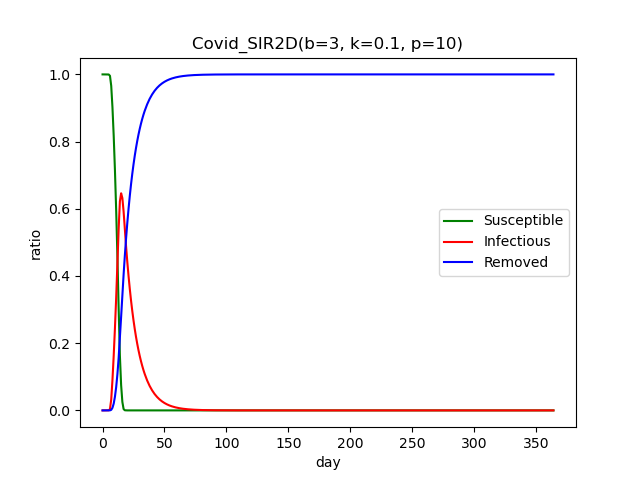 Covid_SIR2D(b=3, k=0.1, p=10)
1.0
0.8
0.6
0.4
0.2
0.0
ratio
Susceptible
Infectious
Removed
0 50 100 150 200 250 300 350
day